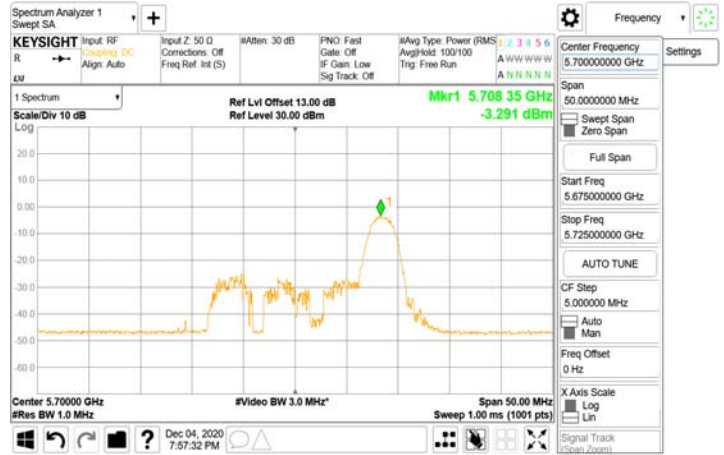 Spectrum Analyzer 1
Swept SA
KEYSIGHT
R
Input: RF
Coupling: DC
Align: Auto
Input Z: 50 Ω
Corrections: Off
Freq Ref: Int (S)
#Atten: 30 dB
PNO: Fast
Gate: Off
IF Gain: Low
Sig Track: Off
#Avg Type: Power (RMS
Avg|Hold: 100/100
Trig: Free Run
1 2 3 4 5 6
A W W W W W
A N N N N N
1 Spectrum
Scale/Div 10 dB
Ref Lvl Offset 13.00 dB
Ref Level 30.00 dBm
Mkr1 5.708 35 GHz
-3.291 dBm
Log
20.0
10.0
0.00
-10.0
-20.0
-30.0
-40.0
-50.0
-60.0
1
Center 5.70000 GHz
#Res BW 1.0 MHz
#Video BW 3.0 MHz*
Span 50.00 MHz
Sweep 1.00 ms (1001 pts)
Dec 04, 2020
7:57:32 PM
Frequency
Settings
Center Frequency
5.700000000 GHz
Span
50.0000000 MHz
Swept Span
Zero Span
Full Span
Start Freq
5.675000000 GHz
Stop Freq
5.725000000 GHz
AUTO TUNE
CF Step
5.000000 MHz
Auto
Man
Freq Offset
0 Hz
X Axis Scale
Log
Lin
Signal Track
(Span Zoom)